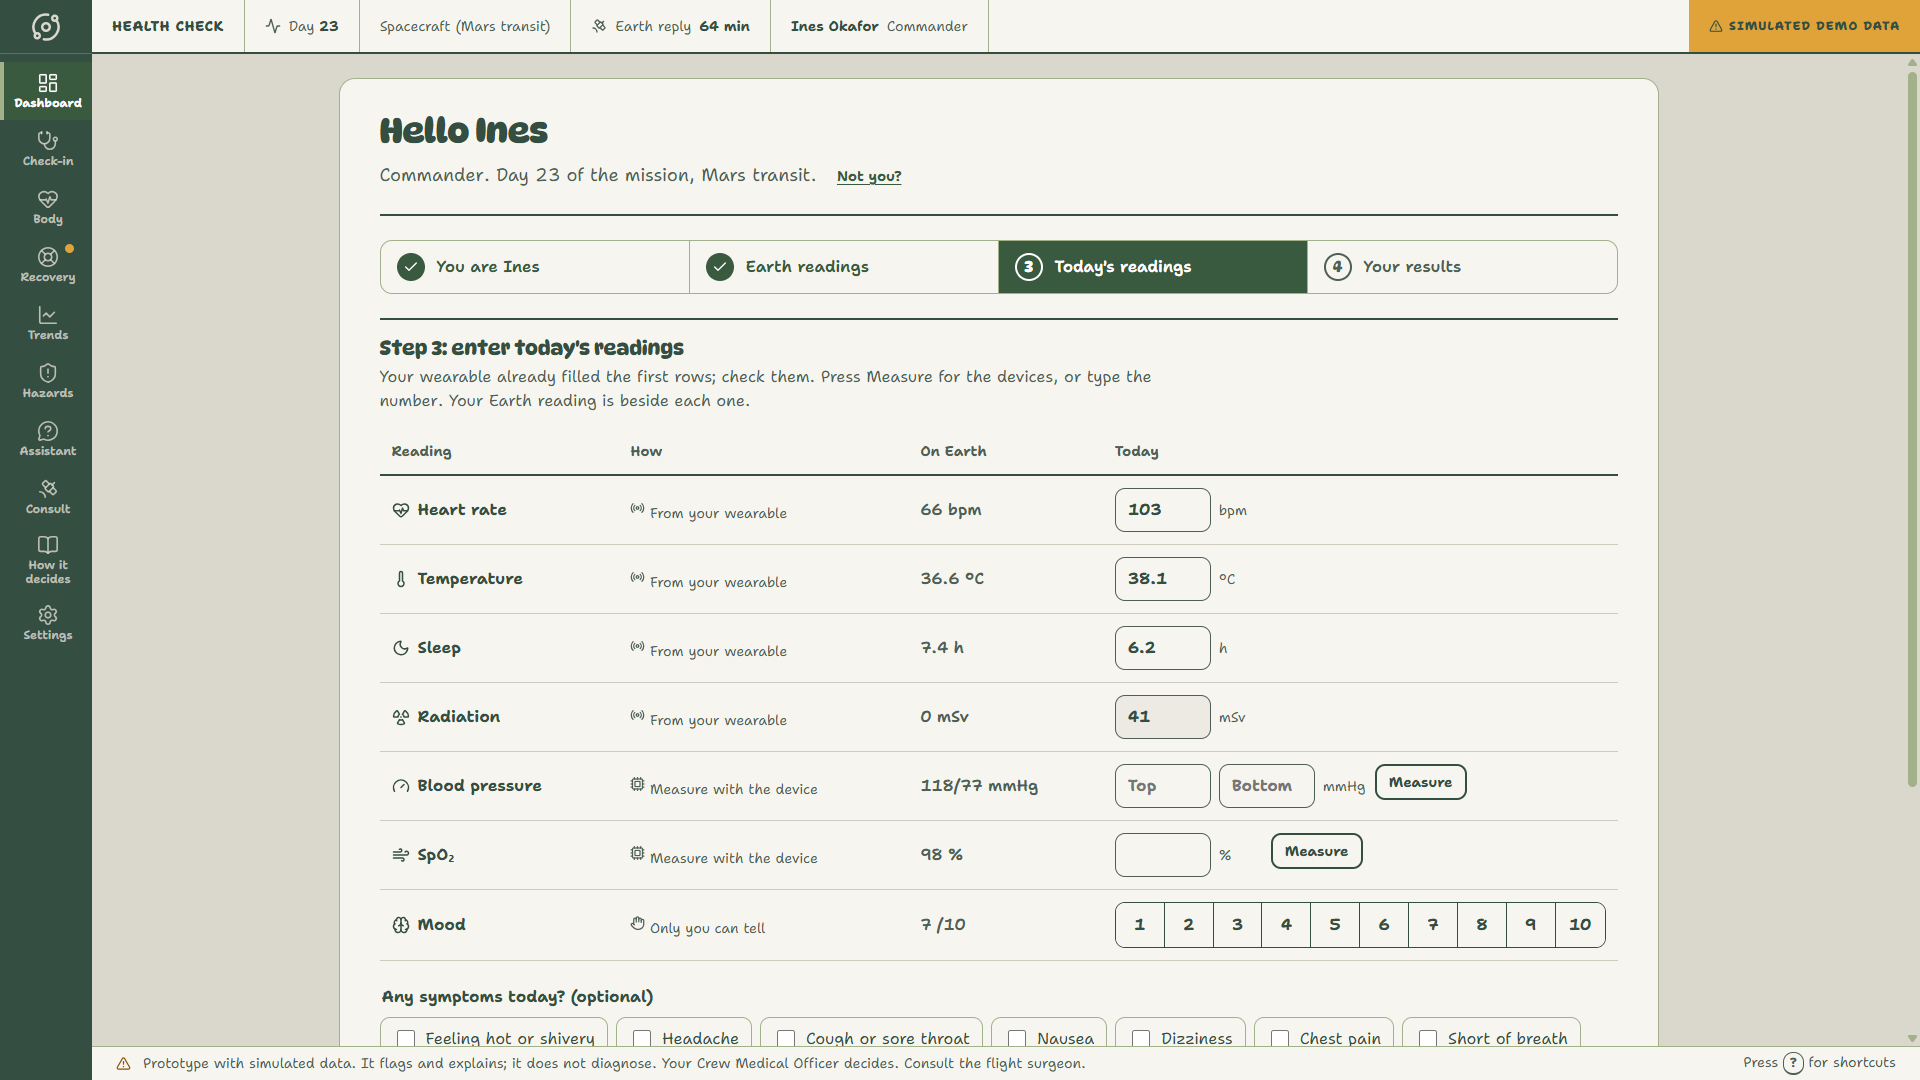 HEALTH CHECK
Day 23
Spacecraft (Mars transit)
Earth reply 64 min
Ines Okafor Commander
SIMULATED DEMO DATA
Dashboard
Check-in
Body
Recovery
Trends
Hazards
Assistant
Consult
How it
decides
Settings
Hello Ines
Commander. Day 23 of the mission, Mars transit. Not you?
You are Ines
Earth readings
3 Today's readings
4 Your results
Step 3: enter today's readings
Your wearable already filled the first rows; check them. Press Measure for the devices, or type the
number. Your Earth reading is beside each one.
Reading How On Earth Today
Heart rate From your wearable 66 bpm 103 bpm
Temperature From your wearable 36.6 °C 38.1 °C
Sleep From your wearable 7.4 h 6.2 h
Radiation From your wearable 0 mSv 41 mSv
Blood pressure Measure with the device 118/77 mmHg Top Bottom mmHg Measure
SpO₂ Measure with the device 98 % % Measure
Mood Only you can tell 7 /10 1 2 3 4 5 6 7 8 9 10
Any symptoms today? (optional)
Feeling hot or shivery Headache Cough or sore throat Nausea Dizziness Chest pain Short of breath
Prototype with simulated data. It flags and explains; it does not diagnose. Your Crew Medical Officer decides. Consult the flight surgeon.
Press ? for shortcuts